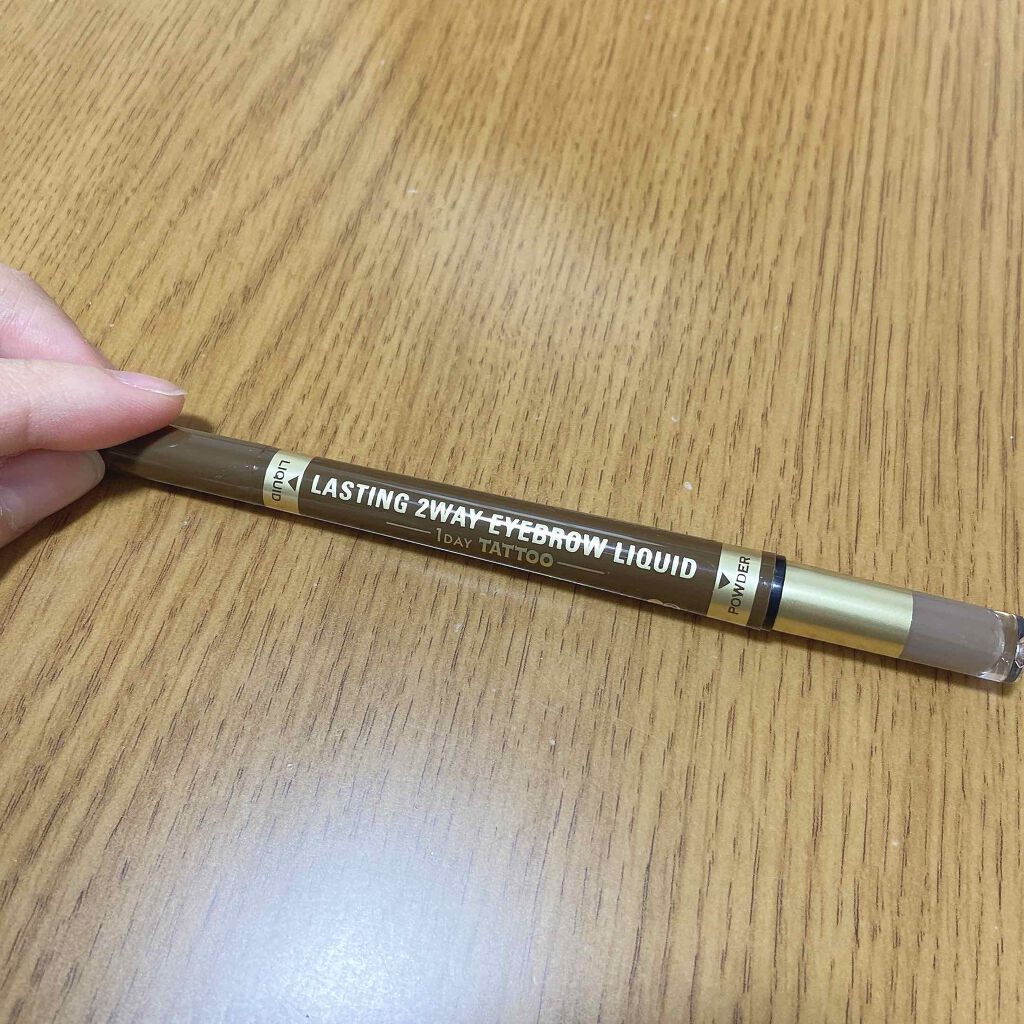 LIQUID
LASTING 2WAY EYEBROW LIQUID
1DAY TATTOO
POWDER